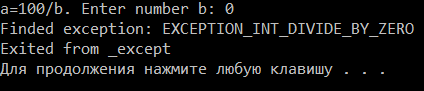 a=100/b. Enter number b: 0
Finded exception: EXCEPTION_INT_DIVIDE_BY_ZERO
Exited from _except
Для продолжения нажмите любую клавишу . . .